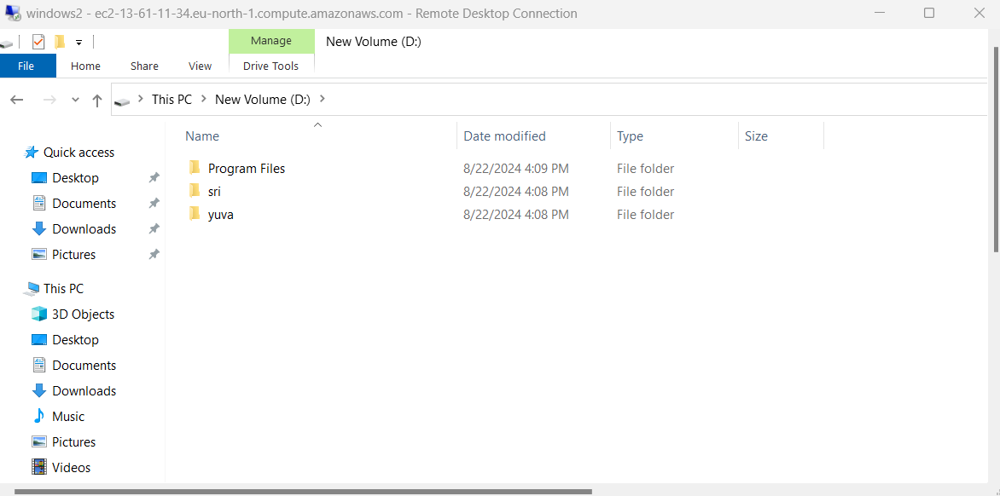 windows2 - ec2-13-61-11-34.eu-north-1.compute.amazonaws.com - Remote Desktop Connection
Manage New Volume (D:)
File Home Share View Drive Tools
This PC New Volume (D:)
Name Date modified Type Size
Quick access
Desktop
Documents
Downloads
Pictures
This PC
3D Objects
Desktop
Documents
Downloads
Music
Pictures
Videos
Program Files 8/22/2024 4:09 PM File folder
sri 8/22/2024 4:08 PM File folder
yuva 8/22/2024 4:08 PM File folder